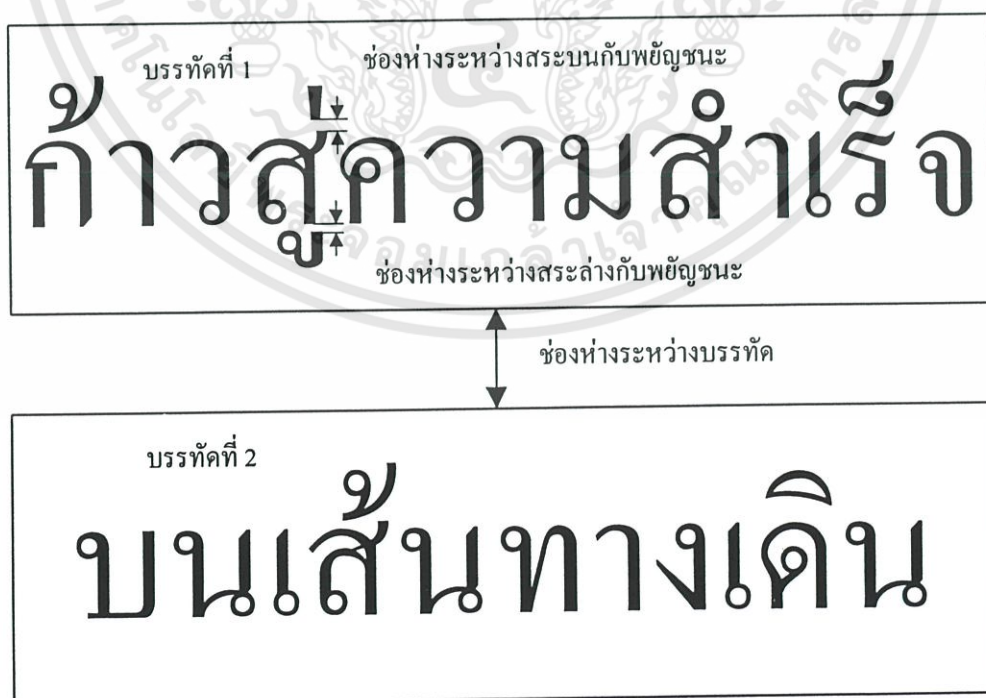 บรรทัดที่ 1
ช่องห่างระหว่างสระบนกับพยัญชนะ
ก้าวสู่ความสำเร็จ
ช่องห่างระหว่างสระล่างกับพยัญชนะ
ช่องห่างระหว่างบรรทัด
บรรทัดที่ 2
บนเส้นทางเดิน